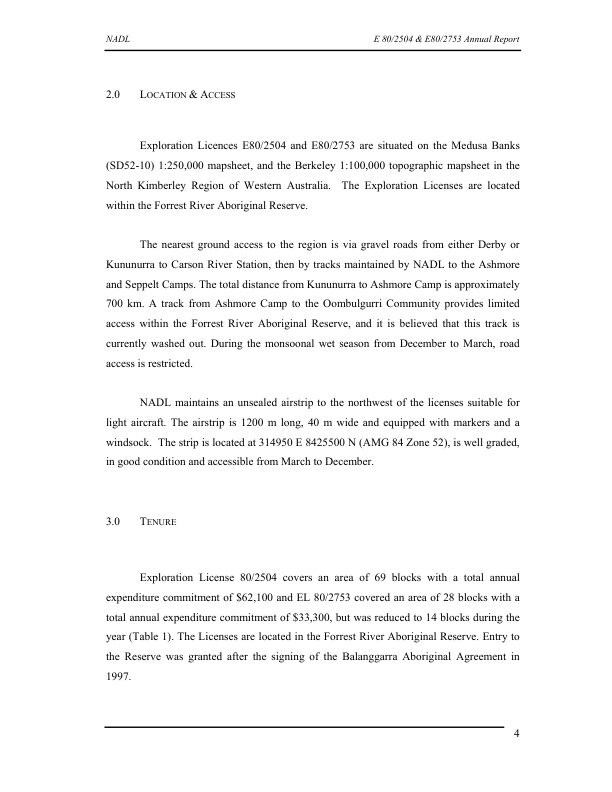 NADL E 80/2504 & E80/2753 Annual Report
2.0 LOCATION & ACCESS
Exploration Licences E80/2504 and E80/2753 are situated on the Medusa Banks
(SD52-10) 1:250,000 mapsheet, and the Berkeley 1:100,000 topographic mapsheet in the
North Kimberley Region of Western Australia.  The Exploration Licenses are located
within the Forrest River Aboriginal Reserve.
The nearest ground access to the region is via gravel roads from either Derby or
Kununurra to Carson River Station, then by tracks maintained by NADL to the Ashmore
and Seppelt Camps. The total distance from Kununurra to Ashmore Camp is approximately
700 km. A track from Ashmore Camp to the Oombulgurri Community provides limited
access within the Forrest River Aboriginal Reserve, and it is believed that this track is
currently washed out. During the monsoonal wet season from December to March, road
access is restricted.
NADL maintains an unsealed airstrip to the northwest of the licenses suitable for
light aircraft. The airstrip is 1200 m long, 40 m wide and equipped with markers and a
windsock.  The strip is located at 314950 E 8425500 N (AMG 84 Zone 52), is well graded,
in good condition and accessible from March to December.
3.0 TENURE
Exploration License 80/2504 covers an area of 69 blocks with a total annual
expenditure commitment of $62,100 and EL 80/2753 covered an area of 28 blocks with a
total annual expenditure commitment of $33,300, but was reduced to 14 blocks during the
year (Table 1). The Licenses are located in the Forrest River Aboriginal Reserve. Entry to
the Reserve was granted after the signing of the Balanggarra Aboriginal Agreement in
1997.
4